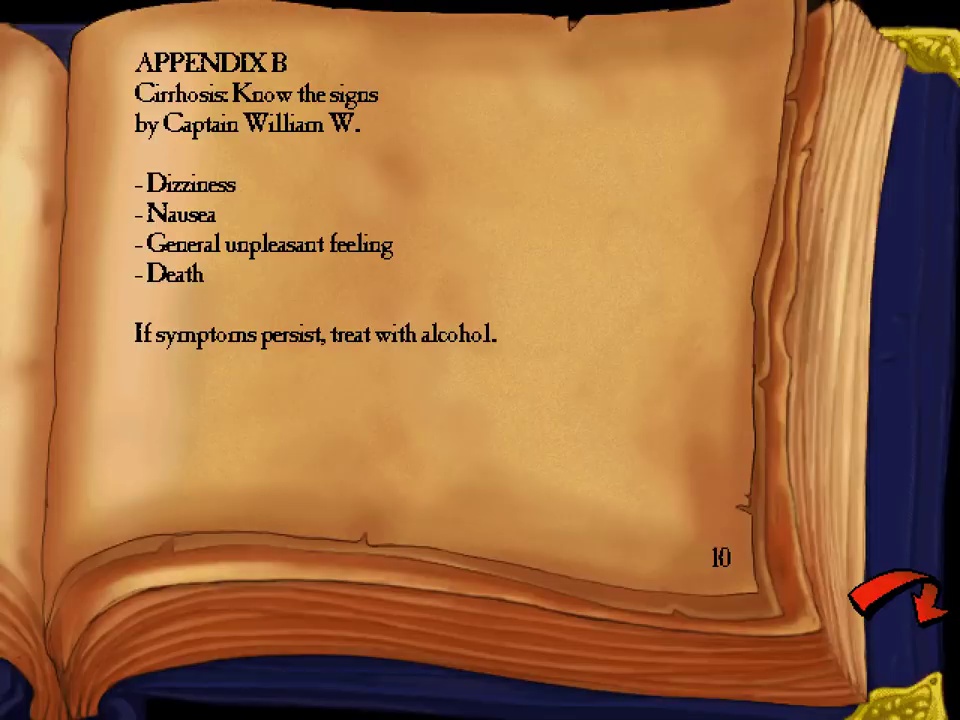 APPENDIX B
Cirrhosis: Know the signs
by Captain William W.
- Dizziness
- Nausea
- General unpleasant feeling
- Death
If symptoms persist, treat with alcohol.
10